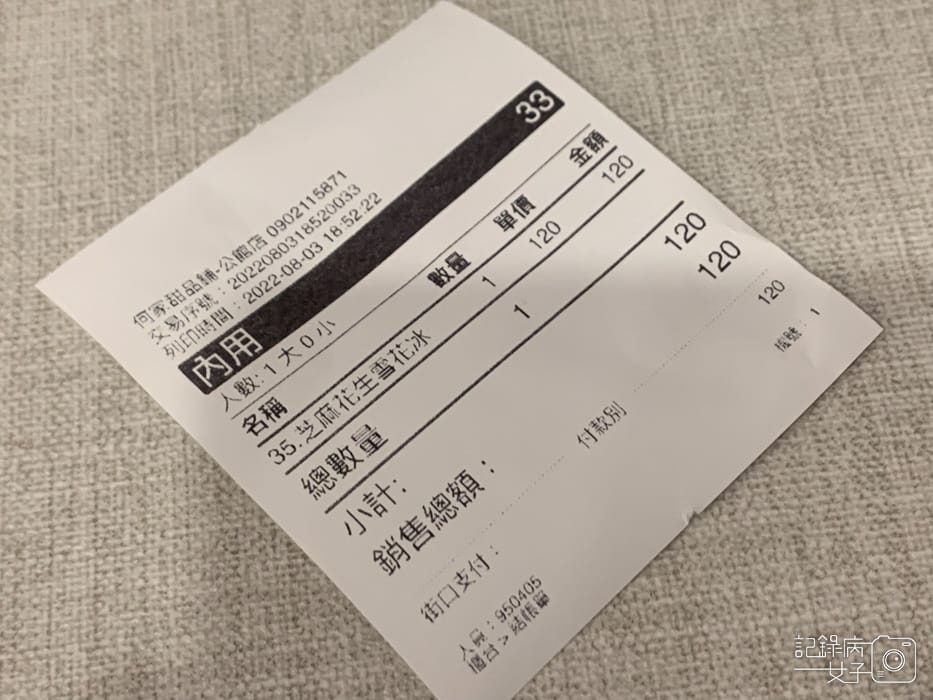 何家甜品鋪-公館店 0902115871
交易序號：2022080318520033
列印時間：2022-08-03 18:52:22
內用 33
人數: 1 大 0 小
名稱 數量 單價 金額
35.芝麻花生雪花冰 1 120 120
總數量 1
小計: 120
銷售總額： 120
付款別
街口支付： 120
人員：950405 機號：1
櫃台 > 結帳單
記錄病
女子